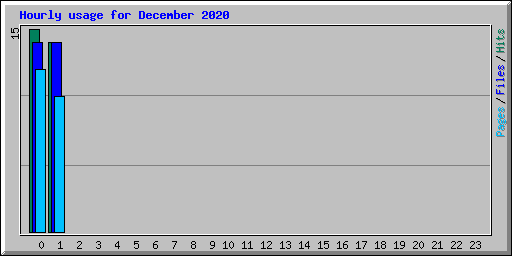 Hourly usage for December 2020
15
Pages/Files/Hits
0 1 2 3 4 5 6 7 8 9 10 11 12 13 14 15 16 17 18 19 20 21 22 23